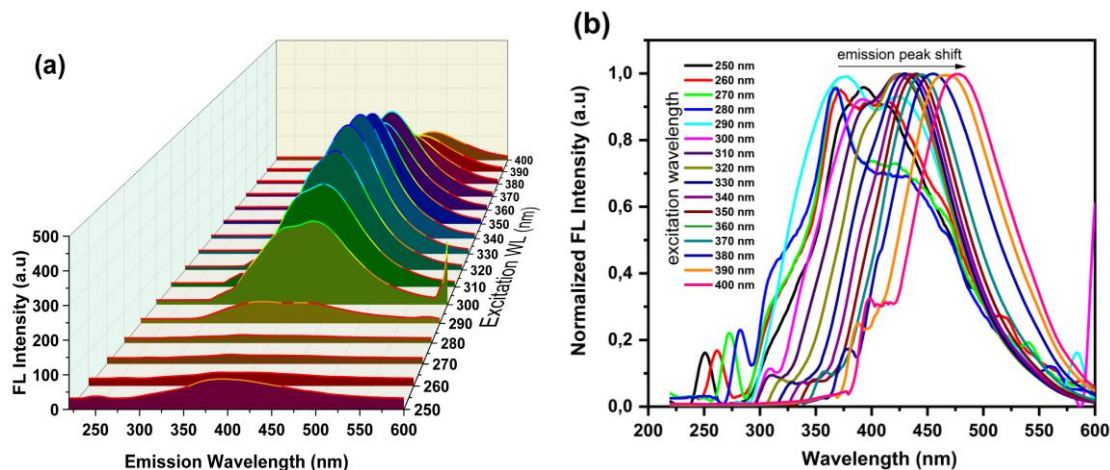 (a)
FL Intensity (a.u)
500
400
300
200
100
0
250 300 350 400 450 500 550 600
Emission Wavelength (nm)
400
390
380
370
360
350
340
330
320
310
300
290
280
270
260
250
Excitation WL (nm)
(b)
Normalized FL Intensity (a.u)
1,0
0,8
0,6
0,4
0,2
0,0
200 250 300 350 400 450 500 550 600
Wavelength (nm)
emission peak shift
excitation wavelength
250 nm
260 nm
270 nm
280 nm
290 nm
300 nm
310 nm
320 nm
330 nm
340 nm
350 nm
360 nm
370 nm
380 nm
390 nm
400 nm